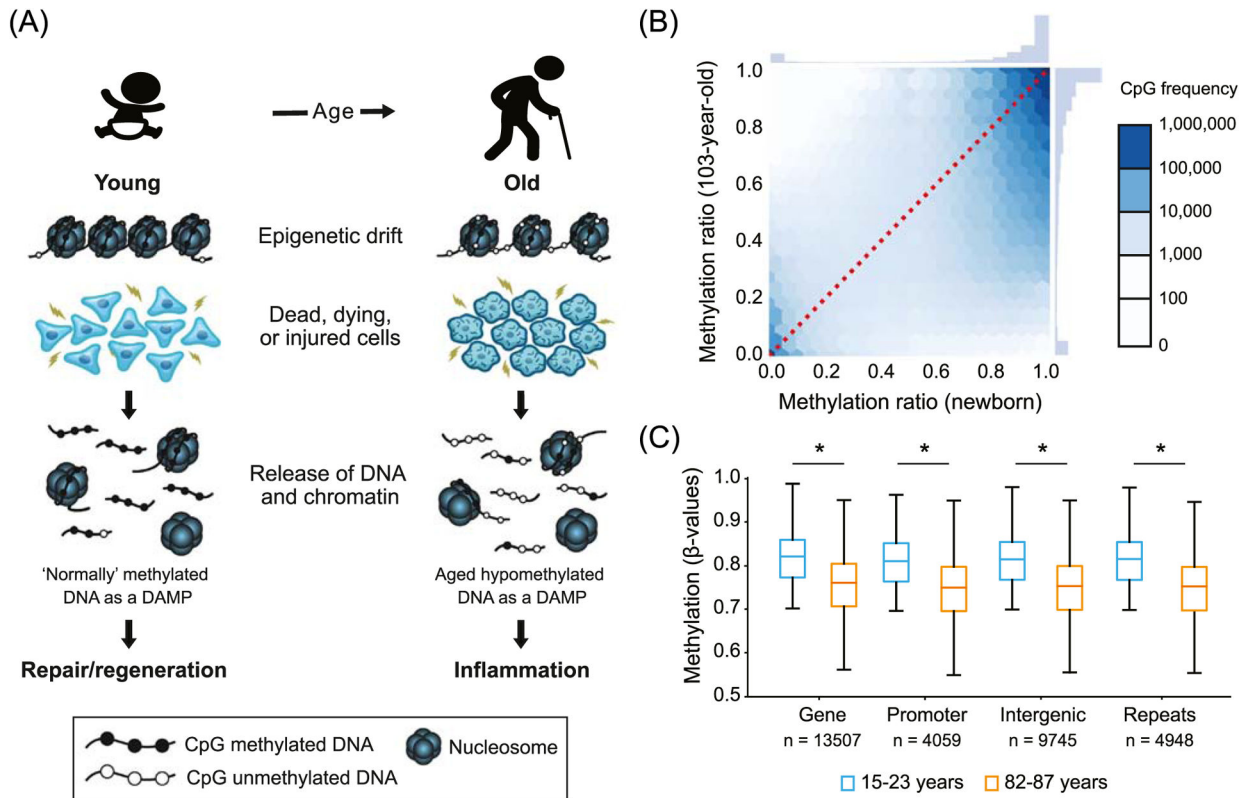 (A)
Age
Young
Old
Epigenetic drift
Dead, dying,
or injured cells
Release of DNA
and chromatin
'Normally' methylated
DNA as a DAMP
Aged hypomethylated
DNA as a DAMP
Repair/regeneration
Inflammation
CpG methylated DNA
Nucleosome
CpG unmethylated DNA
(B)
Methylation ratio (103-year-old)
1.0
0.8
0.6
0.4
0.2
0.0
0.0 0.2 0.4 0.6 0.8 1.0
Methylation ratio (newborn)
CpG frequency
1,000,000
100,000
10,000
1,000
100
0
(C)
* * * *
Methylation (β-values)
1.0
0.9
0.8
0.7
0.6
0.5
Gene Promoter Intergenic Repeats
n = 13507 n = 4059 n = 9745 n = 4948
15-23 years 82-87 years